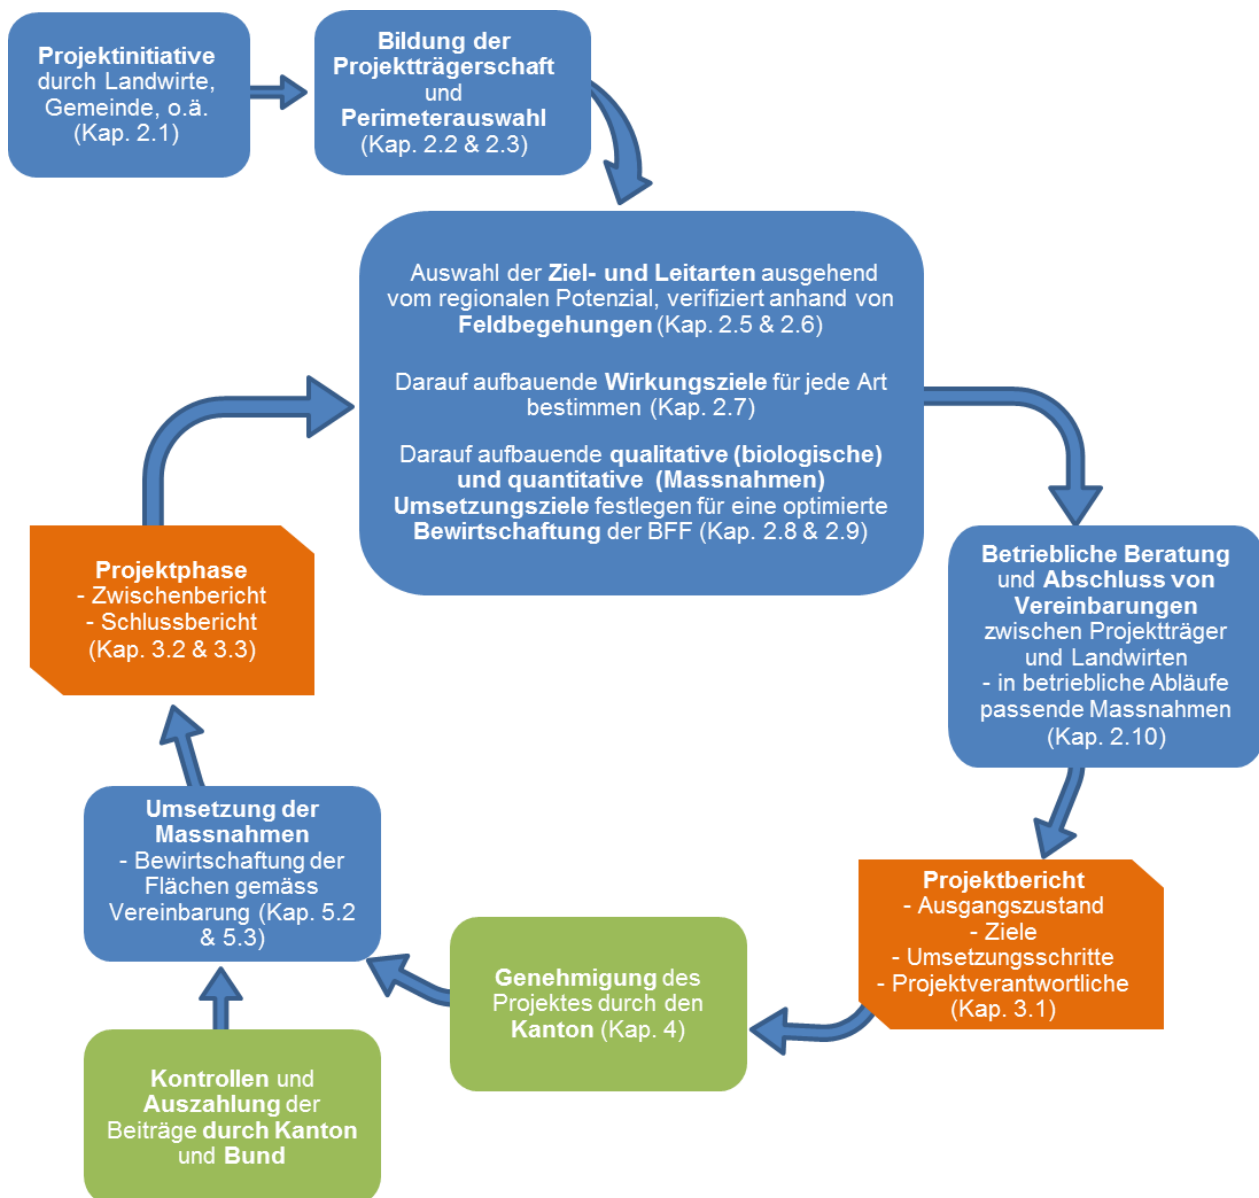 Projektinitiative
durch Landwirte,
Gemeinde, o.ä.
(Kap. 2.1)
Bildung der
Projektträgerschaft
und
Perimeterauswahl
(Kap. 2.2 & 2.3)
Auswahl der Ziel- und Leitarten ausgehend
vom regionalen Potenzial, verifiziert anhand von
Feldbegehungen (Kap. 2.5 & 2.6)
Darauf aufbauende Wirkungsziele für jede Art
bestimmen (Kap. 2.7)
Darauf aufbauende qualitative (biologische)
und quantitative (Massnahmen)
Umsetzungsziele festlegen für eine optimierte
Bewirtschaftung der BFF (Kap. 2.8 & 2.9)
Betriebliche Beratung
und Abschluss von
Vereinbarungen
zwischen Projektträger
und Landwirten
- in betriebliche Abläufe
passende Massnahmen
(Kap. 2.10)
Projektbericht
- Ausgangszustand
- Ziele
- Umsetzungsschritte
- Projektverantwortliche
(Kap. 3.1)
Genehmigung des
Projektes durch den
Kanton (Kap. 4)
Umsetzung der
Massnahmen
- Bewirtschaftung der
Flächen gemäss
Vereinbarung (Kap. 5.2
& 5.3)
Kontrollen und
Auszahlung der
Beiträge durch Kanton
und Bund
Projektphase
- Zwischenbericht
- Schlussbericht
(Kap. 3.2 & 3.3)